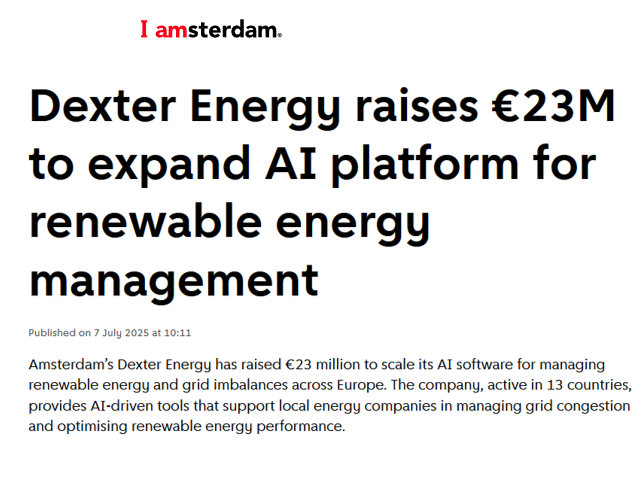 I amsterdam.
Dexter Energy raises €23M
to expand AI platform for
renewable energy
management
Published on 7 July 2025 at 10:11
Amsterdam's Dexter Energy has raised €23 million to scale its AI software for managing
renewable energy and grid imbalances across Europe. The company, active in 13 countries,
provides AI-driven tools that support local energy companies in managing grid congestion
and optimising renewable energy performance.